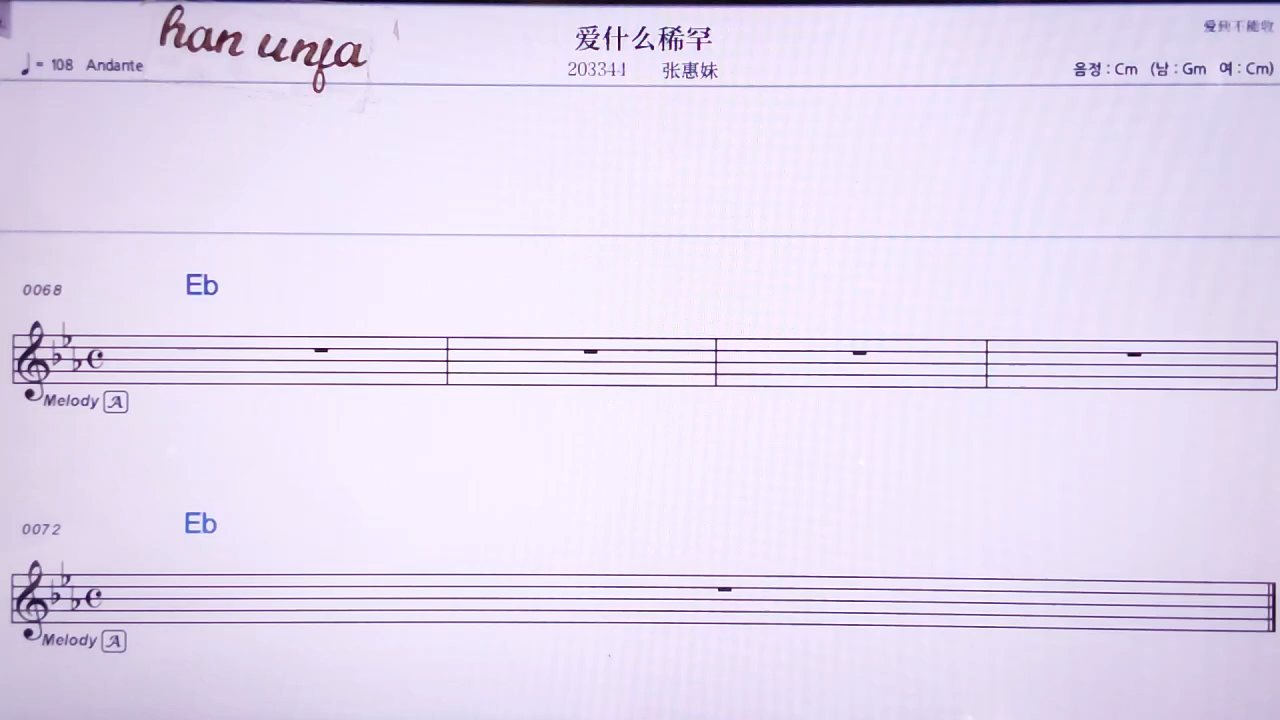 han unfa
爱什么稀罕
♩= 108 Andante
203344 张惠妹
음정 : Cm (남 : Gm 여 : Cm)
0068 Eb
Melody A
0072 Eb
Melody A